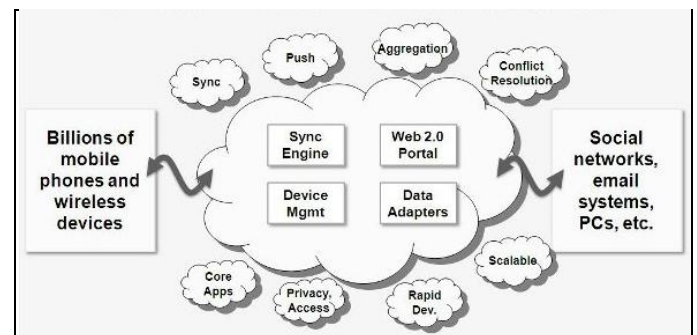 Aggregation
Push
Sync
Conflict
Resolution
Billions of
mobile
phones and
wireless
devices
Sync
Engine
Web 2.0
Portal
Device
Mgmt
Data
Adapters
Social
networks,
email
systems,
PCs, etc.
Core
Apps
Privacy,
Access
Rapid
Dev.
Scalable